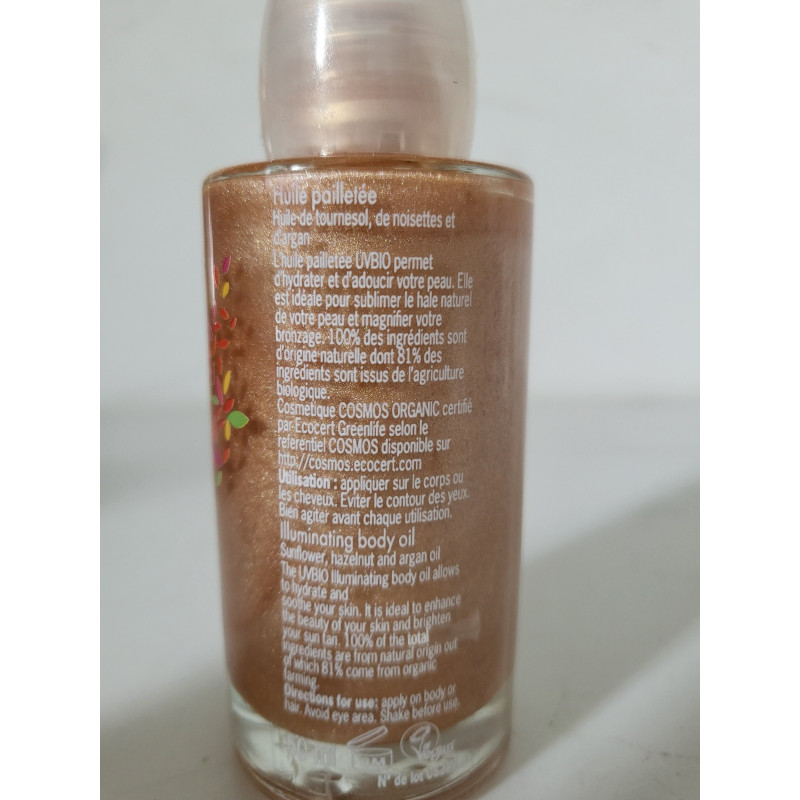 Huile pailletée
Huile de tournesol, de noisettes et
d'argan
L'huile pailletée UVBIO permet
d'hydrater et d'adoucir votre peau. Elle
est idéale pour sublimer le hale naturel
de votre peau et magnifier votre
bronzage. 100% des ingrédients sont
d'origine naturelle dont 81% des
ingrédients sont issus de l'agriculture
biologique.
Cosmetique COSMOS ORGANIC certifié
par Ecocert Greenlife selon le
referentiel COSMOS disponible sur
http://cosmos.ecocert.com
Utilisation : appliquer sur le corps ou
les cheveux. Eviter le contour des yeux.
Bien agiter avant chaque utilisation.
Illuminating body oil
Sunflower, hazelnut and argan oil
The UVBIO Illuminating body oil allows
to hydrate and
soothe your skin. It is ideal to enhance
the beauty of your skin and brighten
your sun tan. 100% of the total
ingredients are from natural origin out
of which 81% come from organic
farming.
Directions for use: apply on body or
hair. Avoid eye area. Shake before use.
N° de lot